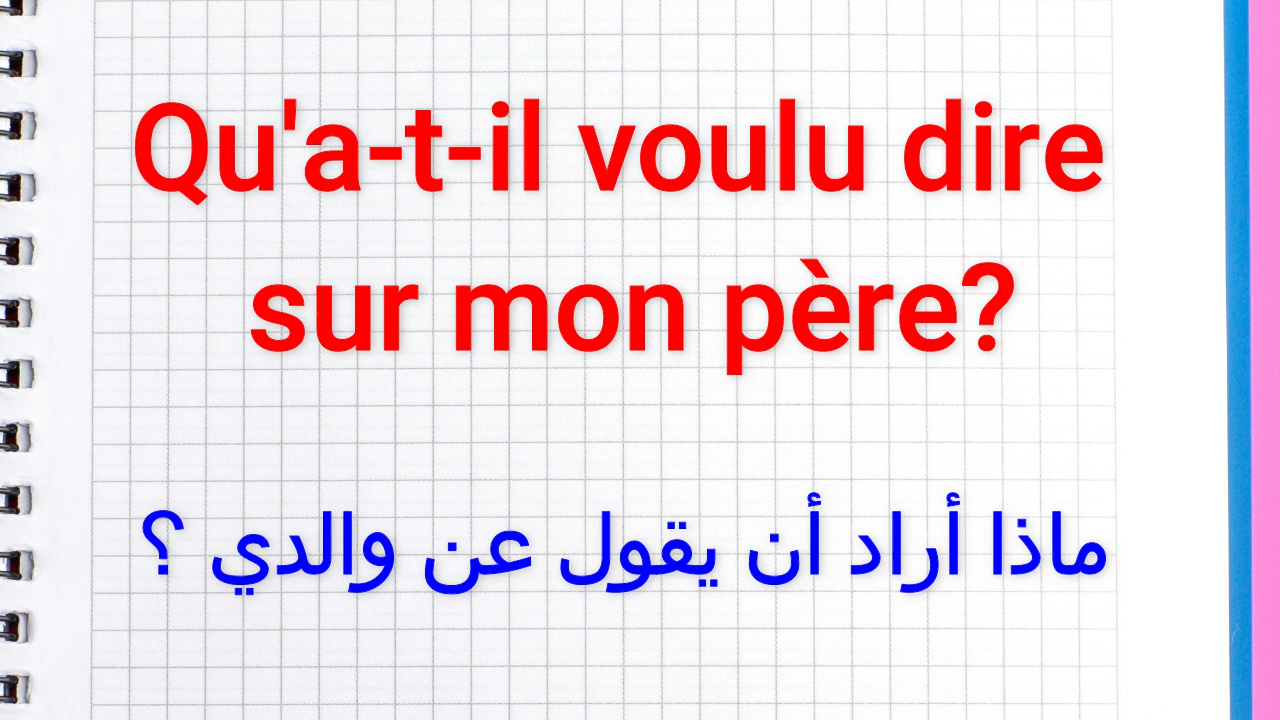 Qu'a-t-il voulu dire
sur mon père?
ماذا أراد أن يقول عن والدي ؟